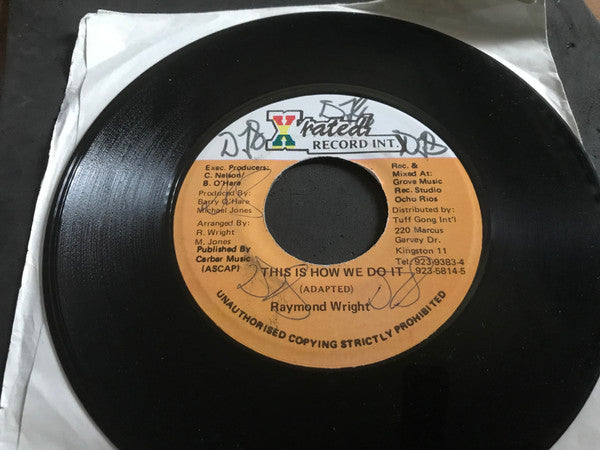 X rated
RECORD INT.
Exec. Producers:
C. Nelson
B. O'Hara
Produced By:
Barry O'Hare
Michael Jones
Arranged By:
R. Wright
M. Jones
Published By
Carbar Music
(ASCAP)
Rec. &
Mixed At:
Grove Music
Rec. Studio
Ocho Rios
Distributed by:
Tuff Gong Int'l
220 Marcus
Garvey Dr.
Kingston 11
Tel: 923-9383-4
923-5814-5
THIS IS HOW WE DO IT
(ADAPTED)
Raymond Wright
UNAUTHORISED COPYING STRICTLY PROHIBITED